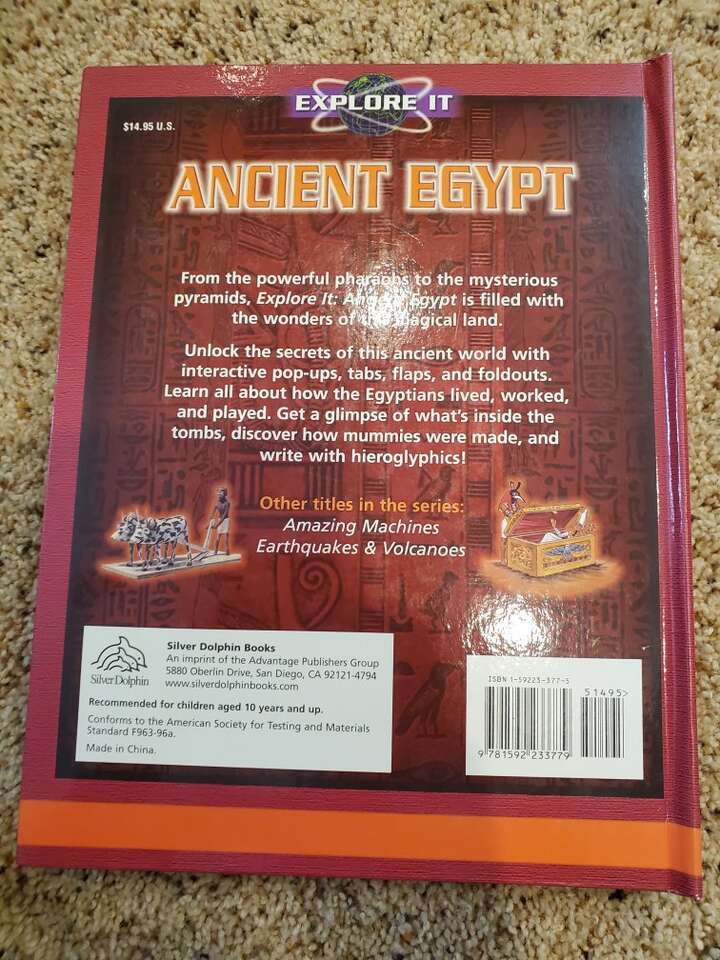 EXPLORE IT
$14.95 U.S.
ANCIENT EGYPT
From the powerful pharaohs to the mysterious
pyramids, Explore It: Ancient Egypt is filled with
the wonders of this magical land.
Unlock the secrets of this ancient world with
interactive pop-ups, tabs, flaps, and foldouts.
Learn all about how the Egyptians lived, worked,
and played. Get a glimpse of what's inside the
tombs, discover how mummies were made, and
write with hieroglyphics!
Other titles in the series:
Amazing Machines
Earthquakes & Volcanoes
Silver Dolphin
Silver Dolphin Books
An imprint of the Advantage Publishers Group
5880 Oberlin Drive, San Diego, CA 92121-4794
www.silverdolphinbooks.com
Recommended for children aged 10 years and up.
Conforms to the American Society for Testing and Materials
Standard F963-96a.
Made in China.
ISBN 1-59223-377-5
51495>
9 781592 233779